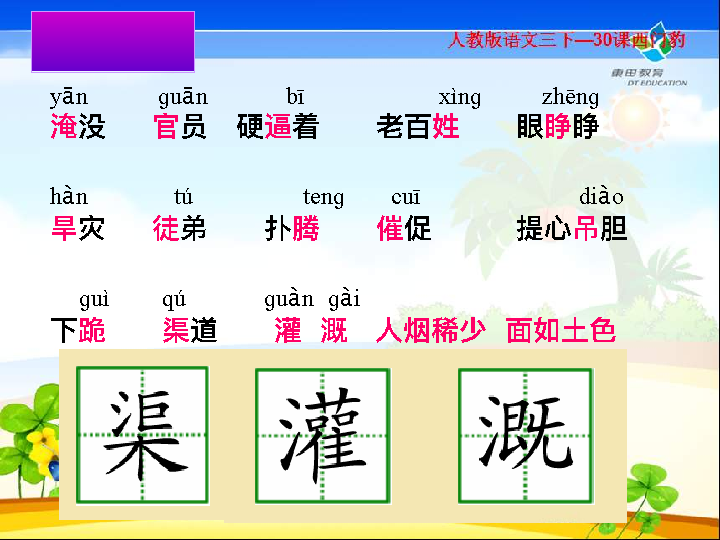 人教版语文三下—30课西门豹
東田教育
DT EDUCATION
yān guān bī xìng zhēng
淹没 官员 硬逼着 老百姓 眼睁睁
hàn tú teng cuī diào
旱灾 徒弟 扑腾 催促 提心吊胆
guì qú guàn gài
下跪 渠道 灌 溉 人烟稀少 面如土色
渠 灌 溉